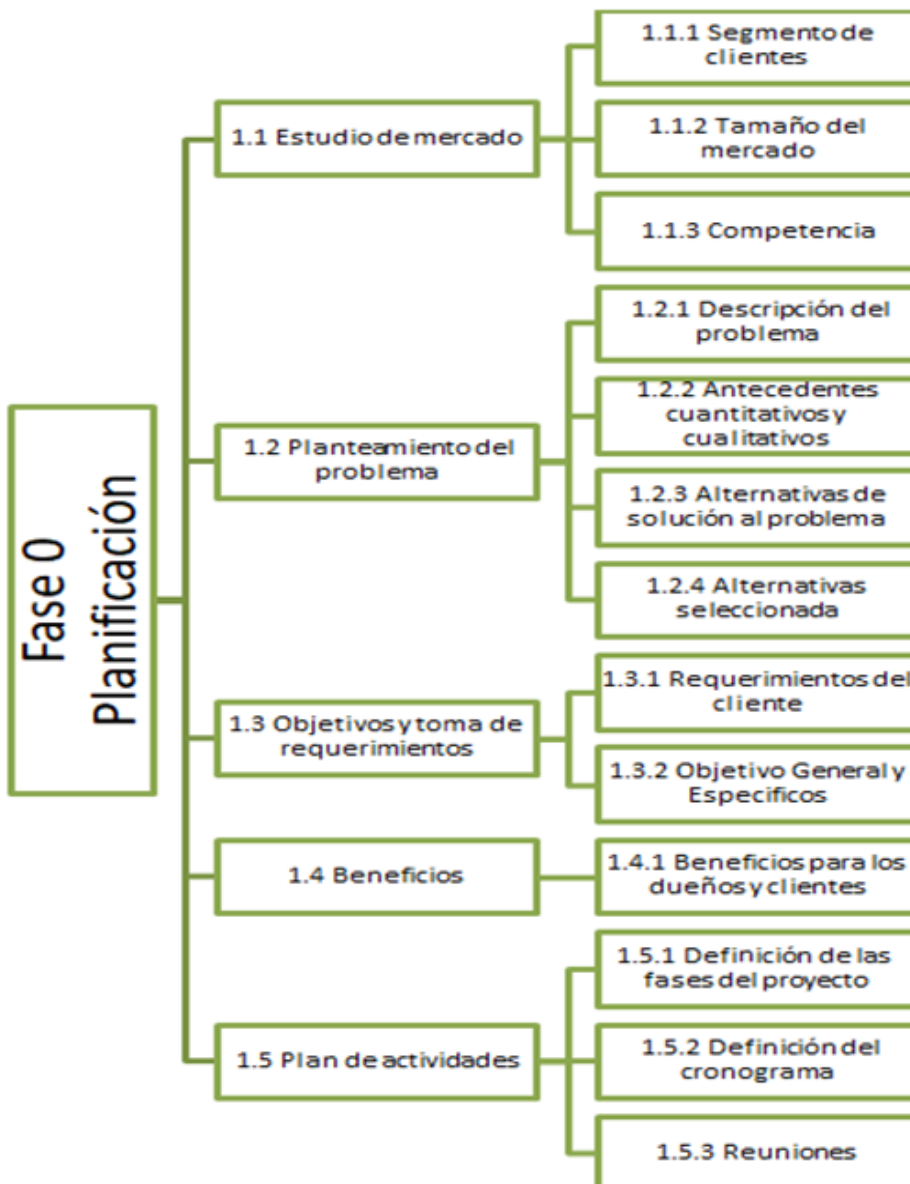 Fase 0
Planificación
1.1 Estudio de mercado
1.1.1 Segmento de
clientes
1.1.2 Tamaño del
mercado
1.1.3 Competencia
1.2 Planteamiento del
problema
1.2.1 Descripción del
problema
1.2.2 Antecedentes
cuantitativos y
cualitativos
1.2.3 Alternativas de
solución al problema
1.2.4 Alternativas
seleccionada
1.3 Objetivos y toma de
requerimientos
1.3.1 Requerimientos del
cliente
1.3.2 Objetivo General y
Especificos
1.4 Beneficios
1.4.1 Beneficios para los
dueños y clientes
1.5 Plan de actividades
1.5.1 Definición de las
fases del proyecto
1.5.2 Definición del
cronograma
1.5.3 Reuniones